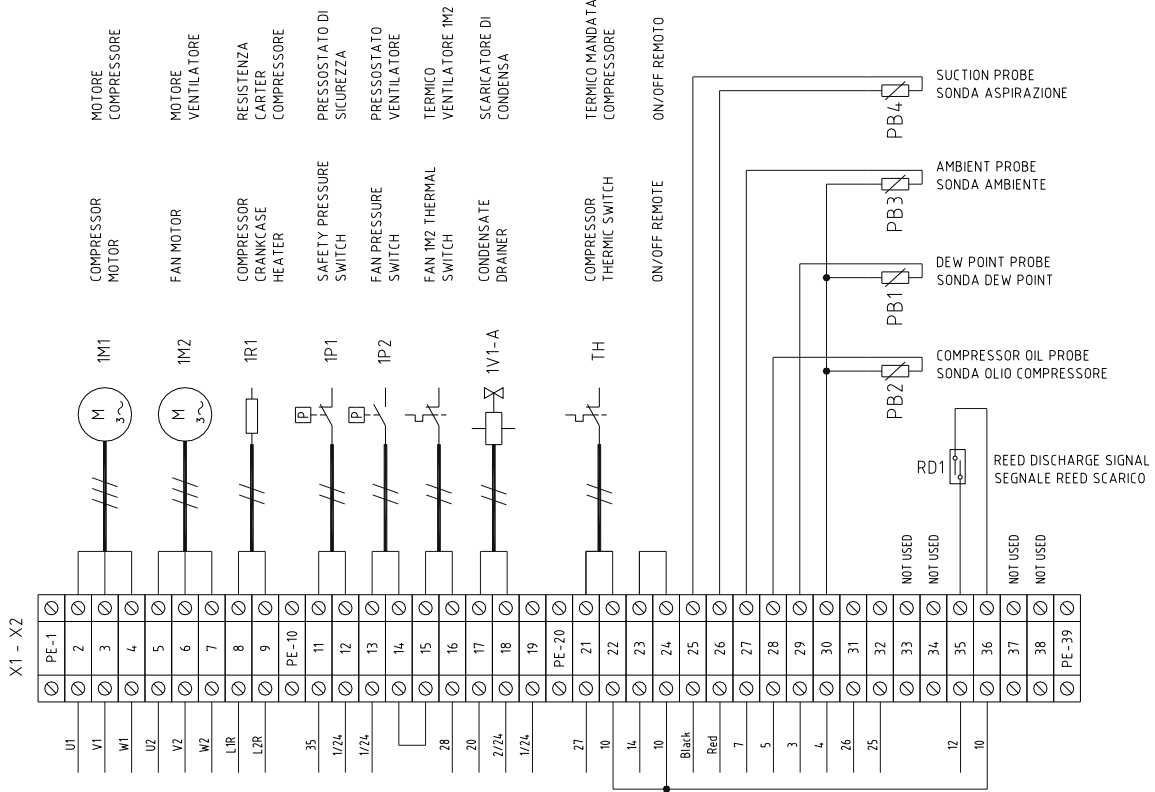 MOTORE
COMPRESSORE
MOTORE
VENTILATORE
RESISTENZA
CARTER
COMPRESSORE
PRESSOSTATO DI
SICUREZZA
PRESSOSTATO
VENTILATORE
TERMICO
VENTILATORE 1M2
SCARICATORE DI
CONDENSA
TERMICO MANDATA
COMPRESSORE
ON/OFF REMOTO
COMPRESSOR
MOTOR
FAN MOTOR
COMPRESSOR
CRANKCASE
HEATER
SAFETY PRESSURE
SWITCH
FAN PRESSURE
SWITCH
FAN 1M2 THERMAL
SWITCH
CONDENSATE
DRAINER
COMPRESSOR
THERMIC SWITCH
ON/OFF REMOTE
SUCTION PROBE
SONDA ASPIRAZIONE
PB4
AMBIENT PROBE
SONDA AMBIENTE
PB3
DEW POINT PROBE
SONDA DEW POINT
PB1
COMPRESSOR OIL PROBE
SONDA OLIO COMPRESSORE
PB2
1M1
1M2
1R1
1P1
1P2
1V1-A
TH
M
3~
M
3~
P
P
RD1
REED DISCHARGE SIGNAL
SEGNALE REED SCARICO
NOT USED
NOT USED
NOT USED
NOT USED
X1 - X2
PE-1
2
3
4
5
6
7
8
9
PE-10
11
12
13
14
15
16
17
18
19
PE-20
21
22
23
24
25
26
27
28
29
30
31
32
33
34
35
36
37
38
PE-39
U1
V1
W1
U2
V2
W2
L1R
L2R
35
1/24
1/24
28
20
2/24
1/24
27
10
14
10
Black
Red
7
5
3
4
26
25
12
10